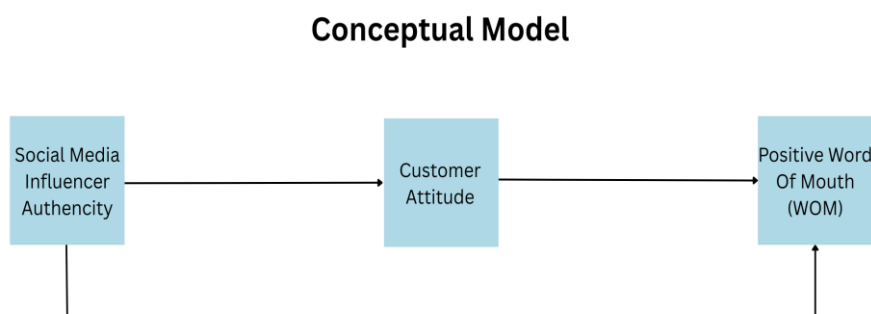 Conceptual Model
Social Media
Influencer
Authencity
Customer
Attitude
Positive Word
Of Mouth
(WOM)